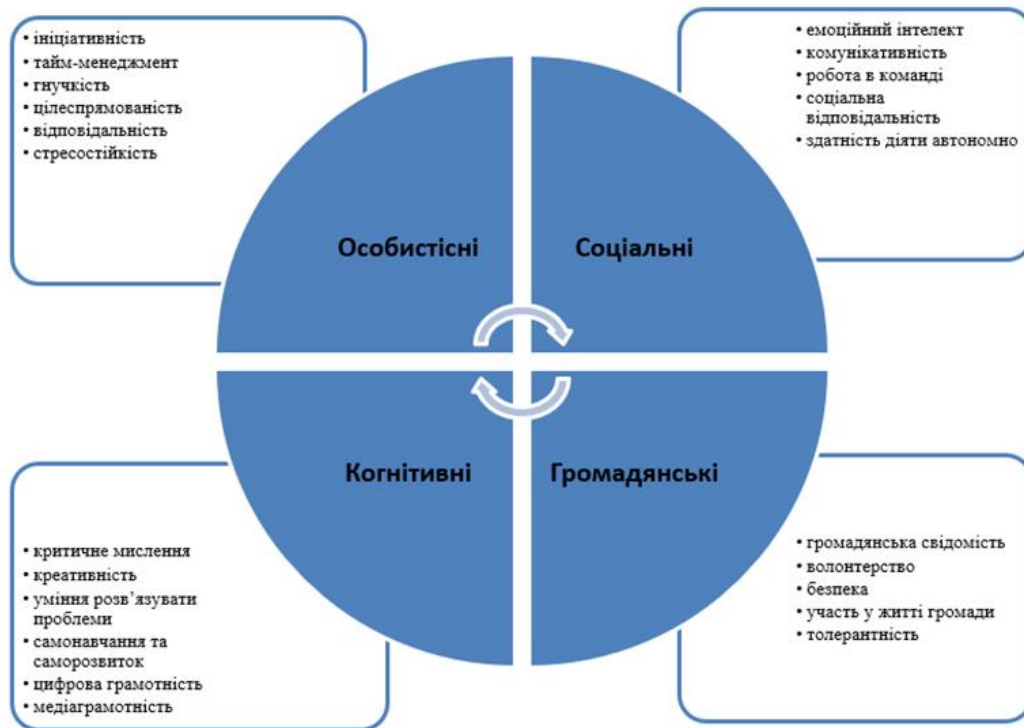 • ініціативність
• тайм-менеджмент
• гнучкість
• цілеспрямованість
• відповідальність
• стресостійкість
• емоційний інтелект
• комунікативність
• робота в команді
• соціальна
відповідальність
• здатність діяти автономно
Особистісні
Соціальні
Когнітивні
Громадянські
• критичне мислення
• креативність
• уміння розв’язувати
проблеми
• самонавчання та
саморозвиток
• цифрова грамотність
• медіаграмотність
• громадянська свідомість
• волонтерство
• безпека
• участь у житті громади
• толерантність